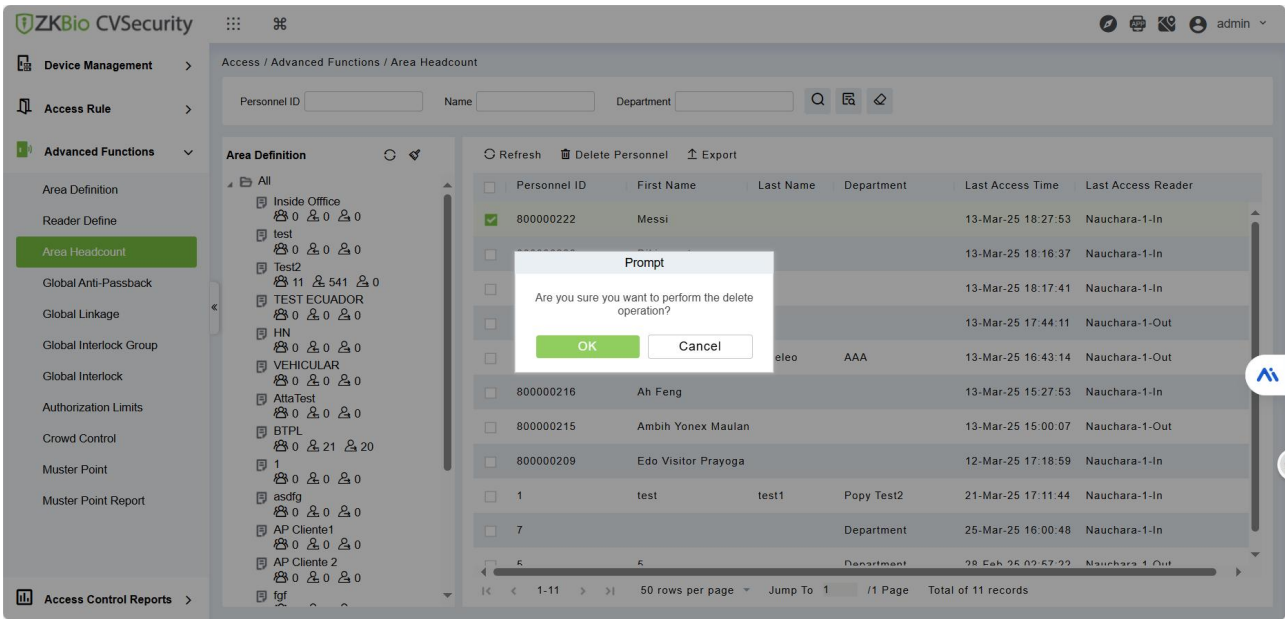 ZKBio CVSecurity
admin
Device Management
Access Rule
Advanced Functions
Area Definition
Reader Define
Area Headcount
Global Anti-Passback
Global Linkage
Global Interlock Group
Global Interlock
Authorization Limits
Crowd Control
Muster Point
Muster Point Report
Access Control Reports
Access / Advanced Functions / Area Headcount
Personnel ID Name Department
Area Definition
All
Inside Offfice
0 0 0
test
0 0 0
Test2
11 541 0
TEST ECUADOR
0 0 0
HN
0 0 0
VEHICULAR
0 0 0
AttaTest
0 0 0
BTPL
0 21 20
1
0 0 0
asdfg
0 0 0
AP Cliente1
0 0 0
AP Cliente 2
0 0 0
fgf
Refresh Delete Personnel Export
Personnel ID First Name Last Name Department Last Access Time Last Access Reader
800000222 Messi 13-Mar-25 18:27:53 Nauchara-1-In
13-Mar-25 18:16:37 Nauchara-1-In
13-Mar-25 18:17:41 Nauchara-1-In
13-Mar-25 17:44:11 Nauchara-1-Out
eleo AAA 13-Mar-25 16:43:14 Nauchara-1-Out
800000216 Ah Feng 13-Mar-25 15:27:53 Nauchara-1-In
800000215 Ambih Yonex Maulan 13-Mar-25 15:00:07 Nauchara-1-Out
800000209 Edo Visitor Prayoga 12-Mar-25 17:18:59 Nauchara-1-In
1 test test1 Popy Test2 21-Mar-25 17:11:44 Nauchara-1-In
7 Department 25-Mar-25 16:00:48 Nauchara-1-In
5 5 Department 28-Feb-25 02:57:22 Nauchara-1-Out
1-11 50 rows per page Jump To 1 /1 Page Total of 11 records
Prompt
Are you sure you want to perform the delete
operation?
OK Cancel